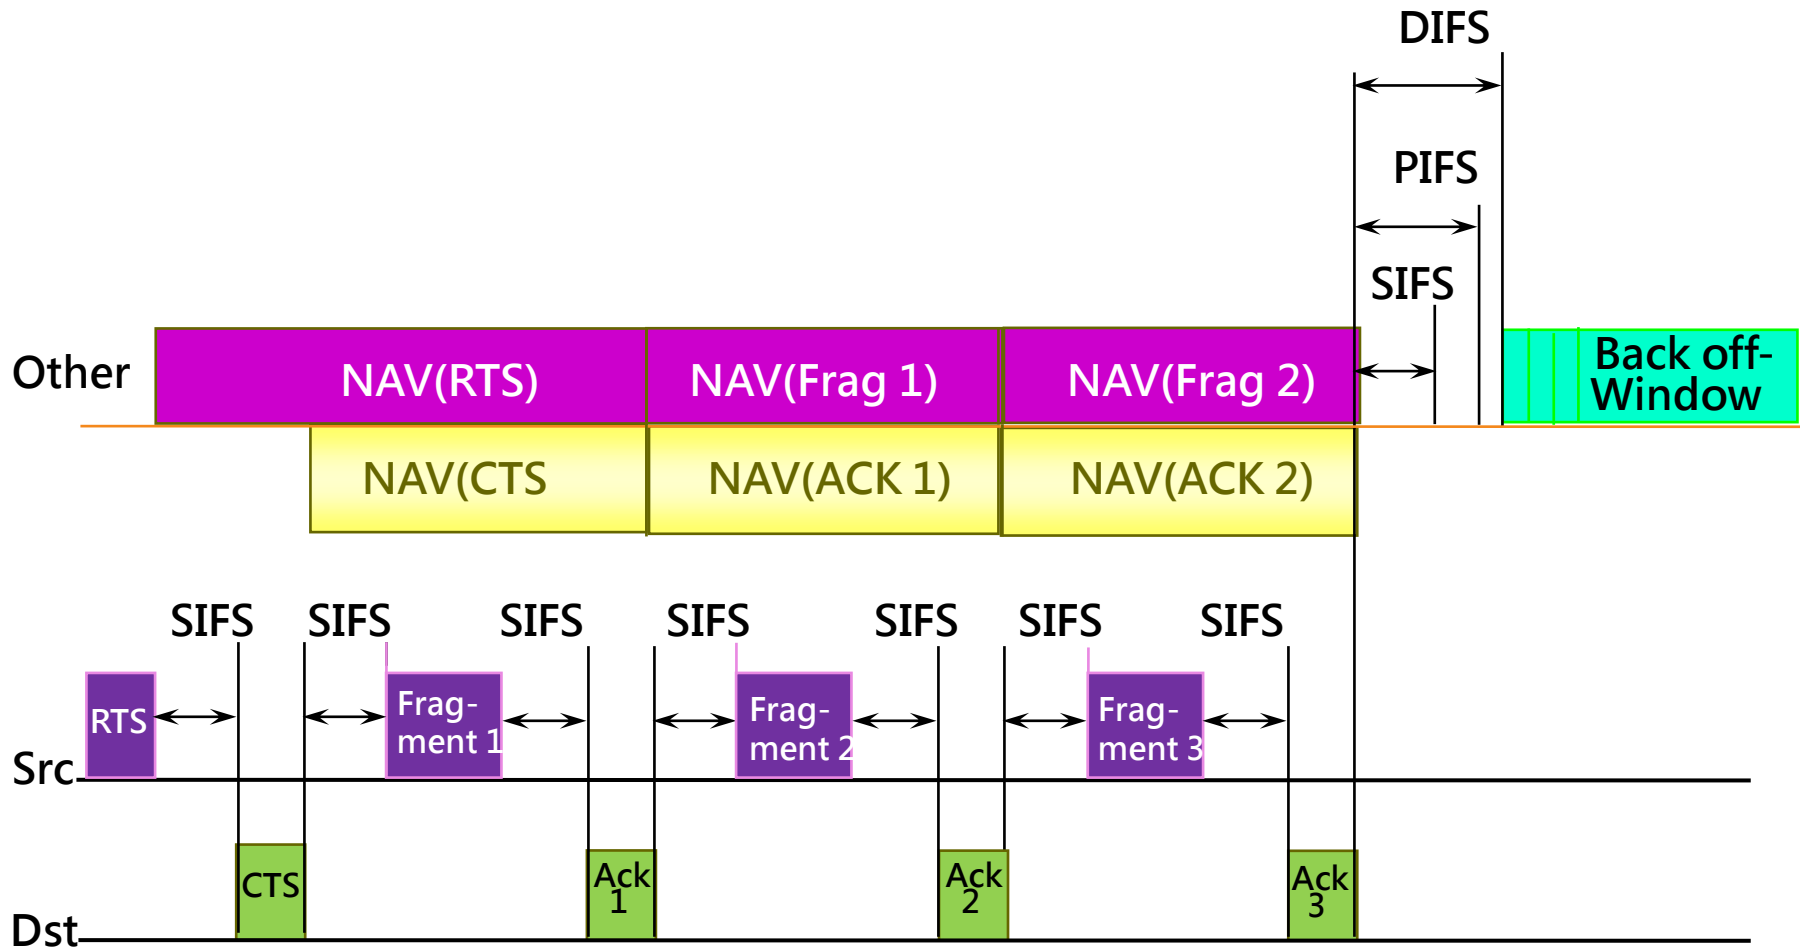 DIFS
PIFS
SIFS
Other
NAV(RTS)
NAV(Frag 1)
NAV(Frag 2)
Back off-
Window
NAV(CTS
NAV(ACK 1)
NAV(ACK 2)
SIFS
SIFS
SIFS
SIFS
SIFS
SIFS
SIFS
RTS
Frag-
ment 1
Frag-
ment 2
Frag-
ment 3
Src
CTS
Ack
1
Ack
2
Ack
3
Dst